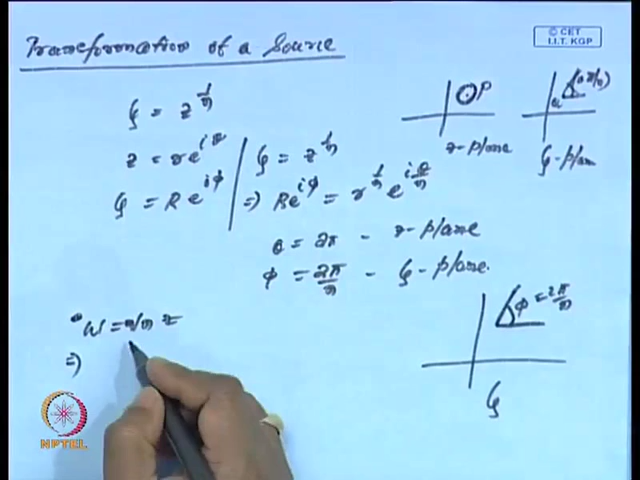 Transformation of a Source
© CET
I.I.T. KGP
ζ = z^{1/n}
z = re^{iθ}
ζ = Re^{iφ}
ζ = z^{1/n}
⇒ Re^{iφ} = r^{1/n} e^{iθ/n}
θ = 2π - z-plane
φ = 2π/n - ζ-plane.
P
z-plane
ζ-plane
W = m ln z
⇒
φ = 2π/n
ζ
NPTEL